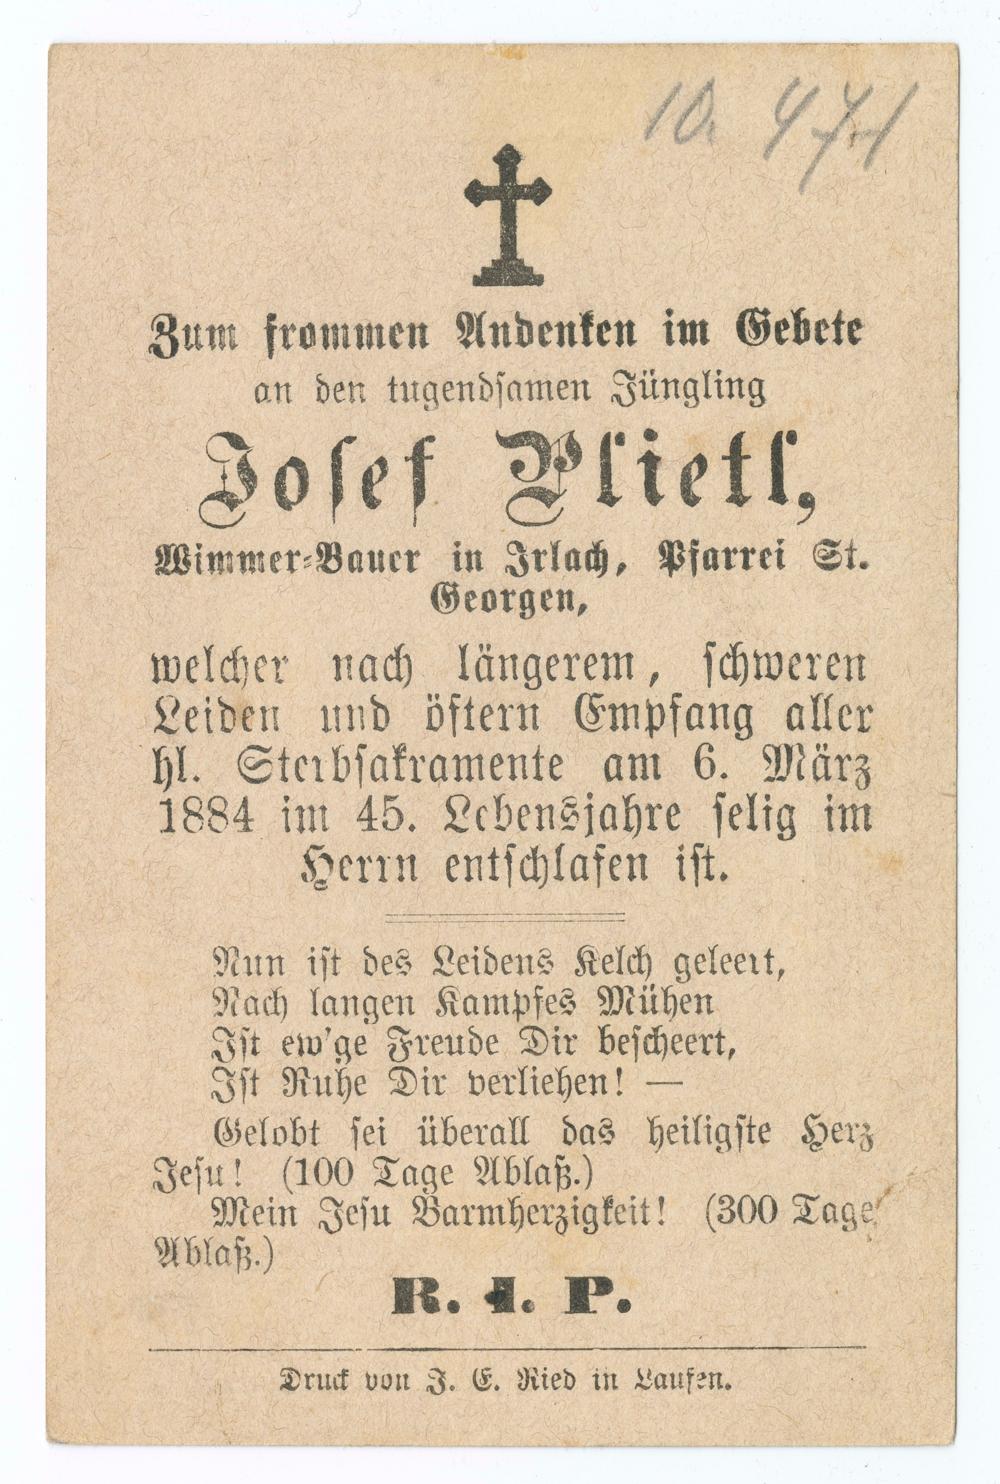 10. 471
Zum frommen Andenken im Gebete
an den tugendsamen Jüngling
Josef Plietl,
Wimmer-Bauer in Irlach, Pfarrei St.
Georgen,
welcher nach längerem, schweren
Leiden und öftern Empfang aller
hl. Sterbsakramente am 6. März
1884 im 45. Lebensjahre selig im
Herrn entschlafen ist.
Nun ist des Leidens Kelch geleert,
Nach langen Kampfes Mühen
Ist ew'ge Freude Dir bescheert,
Ist Ruhe Dir verliehen! —
Gelobt sei überall das heiligste Herz
Jesu! (100 Tage Ablaß.)
Mein Jesu Barmherzigkeit! (300 Tage
Ablaß.)
R. I. P.
Druck von J. E. Ried in Laufen.